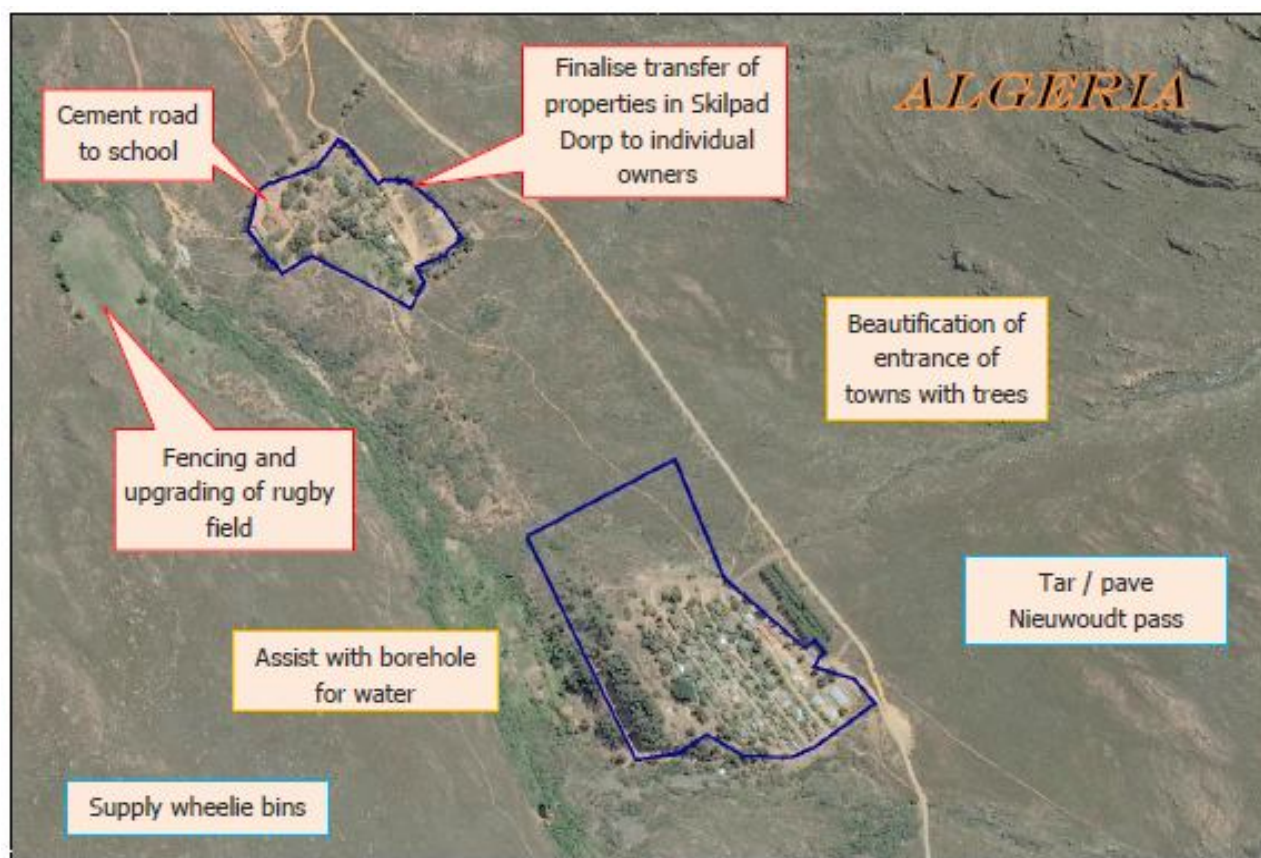 ALGERIA
Finalise transfer of
properties in Skilpad
Dorp to individual
owners
Cement road
to school
Beautification of
entrance of
towns with trees
Fencing and
upgrading of rugby
field
Tar / pave
Nieuwoudt pass
Assist with borehole
for water
Supply wheelie bins